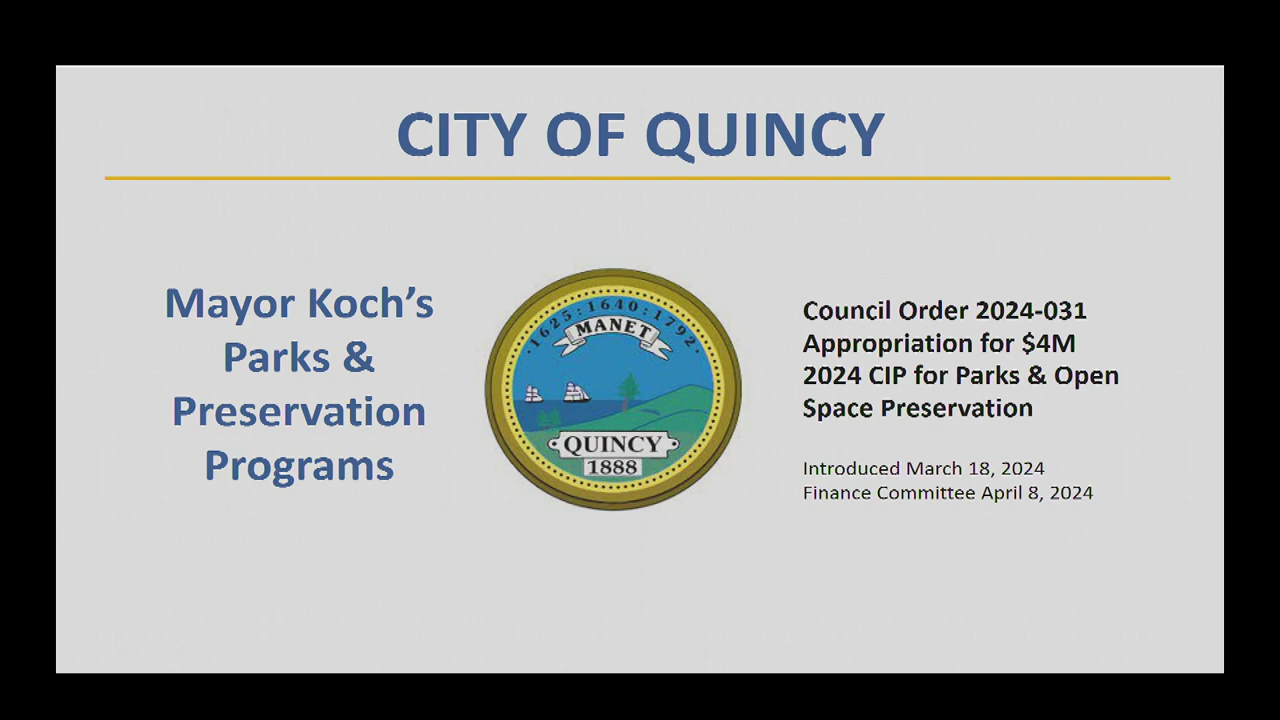 CITY OF QUINCY
Mayor Koch’s
Parks &
Preservation
Programs
·1625:1640:1792·
MANET
QUINCY
1888
Council Order 2024-031
Appropriation for $4M
2024 CIP for Parks & Open
Space Preservation
Introduced March 18, 2024
Finance Committee April 8, 2024